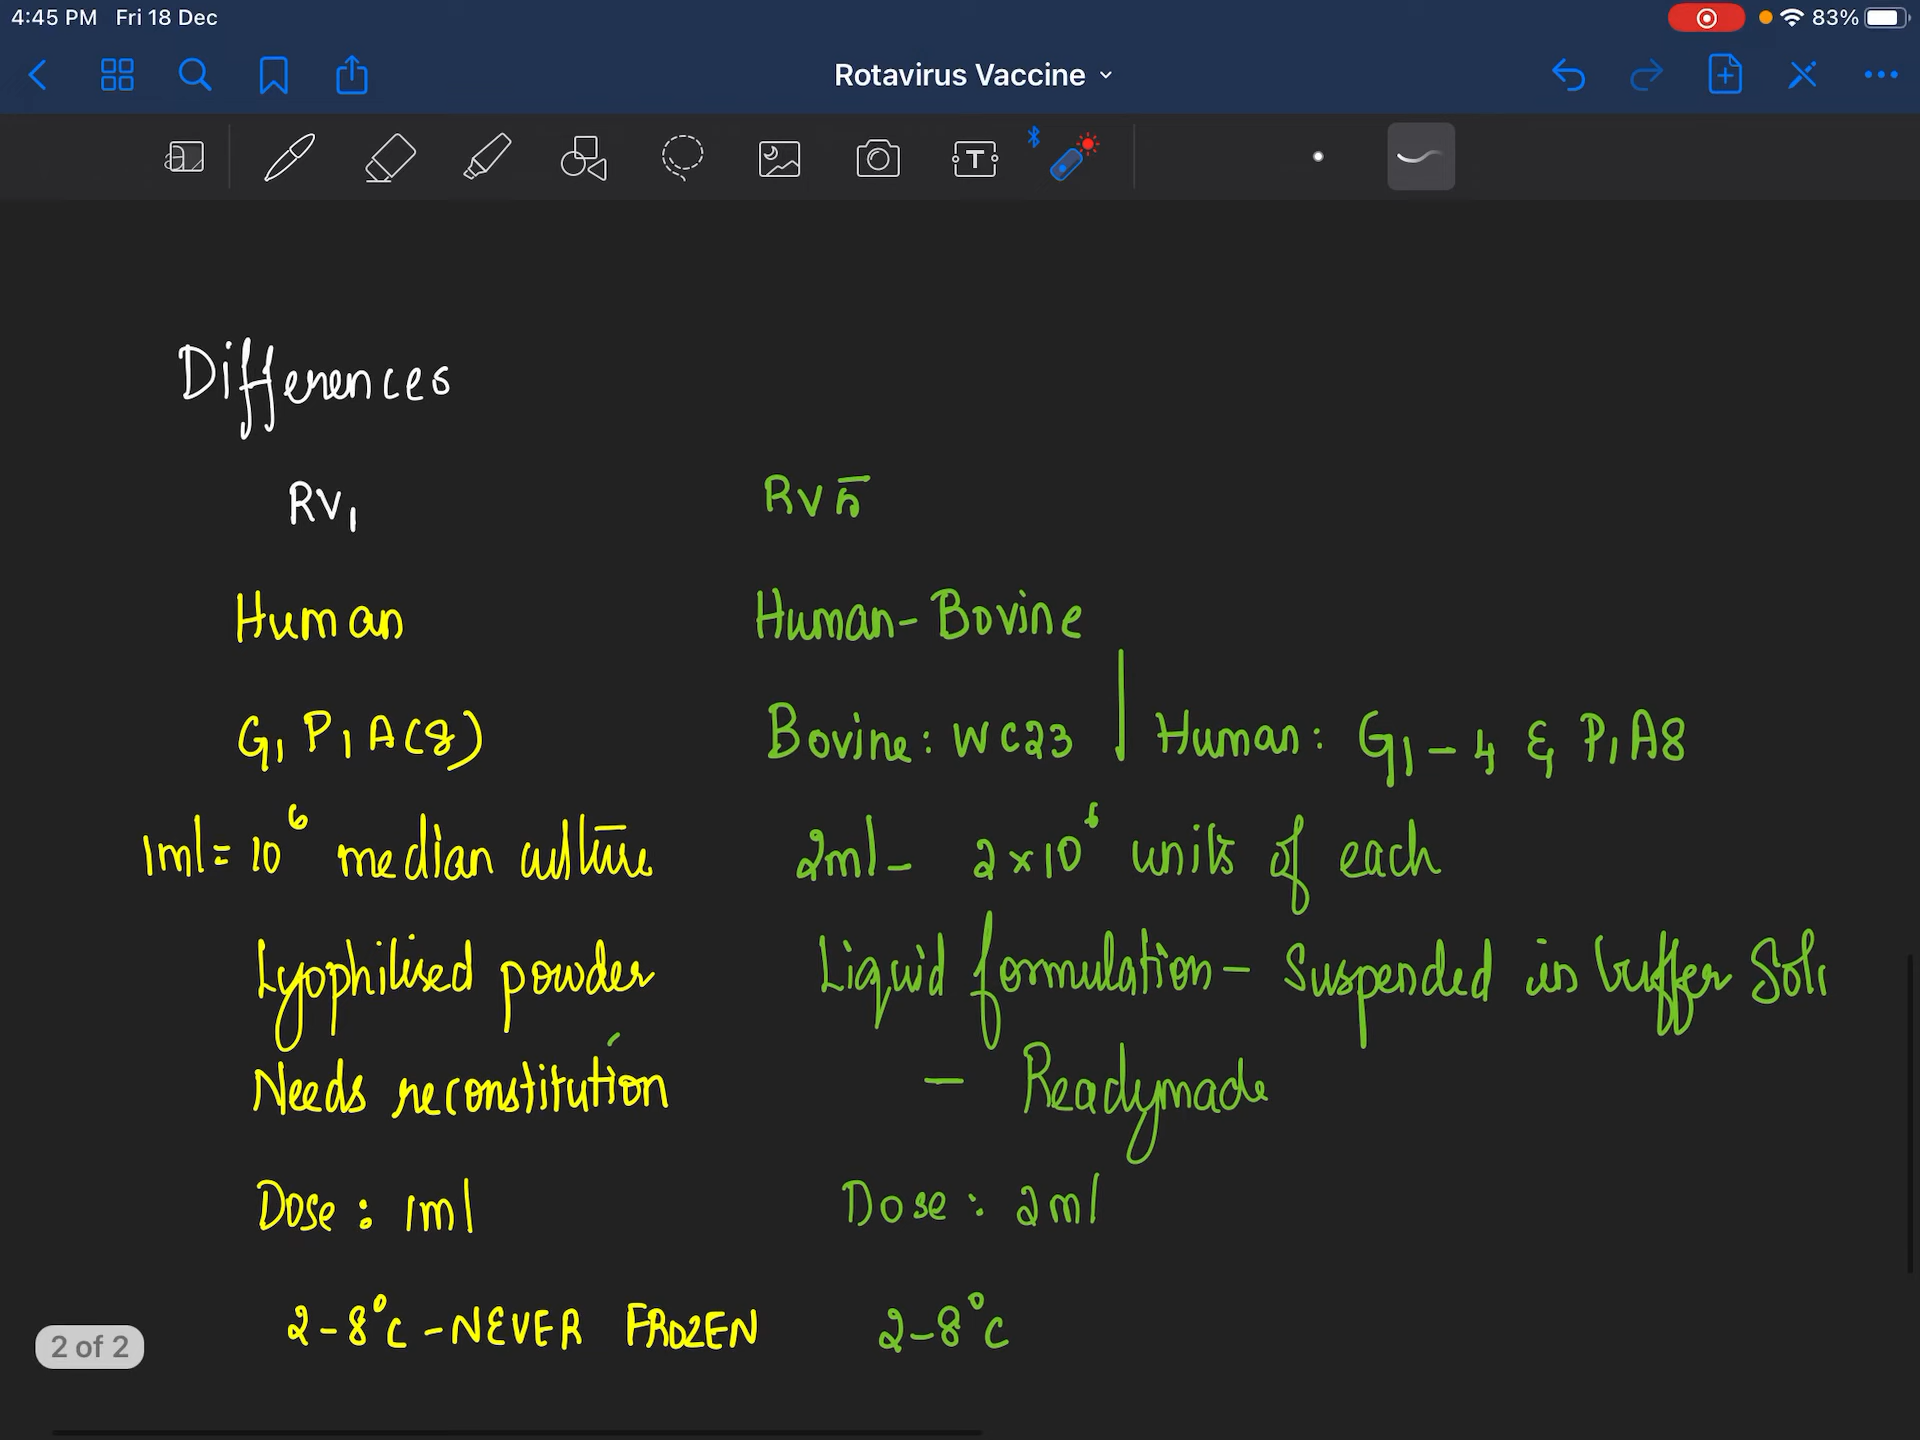 4:45 PM Fri 18 Dec 83%
Rotavirus Vaccine
Differences
RV1 RV5
Human Human-Bovine
G1 P1A(8) Bovine: WC23 | Human: G1-4 & P1A8
1ml = 10^6 median culture 2ml - 2×10^6 units of each
Lyophilised powder Liquid formulation - Suspended in buffer Soln
Needs reconstitution - Readymade
Dose: 1ml Dose: 2ml
2-8°C - NEVER FROZEN 2-8°C
2 of 2